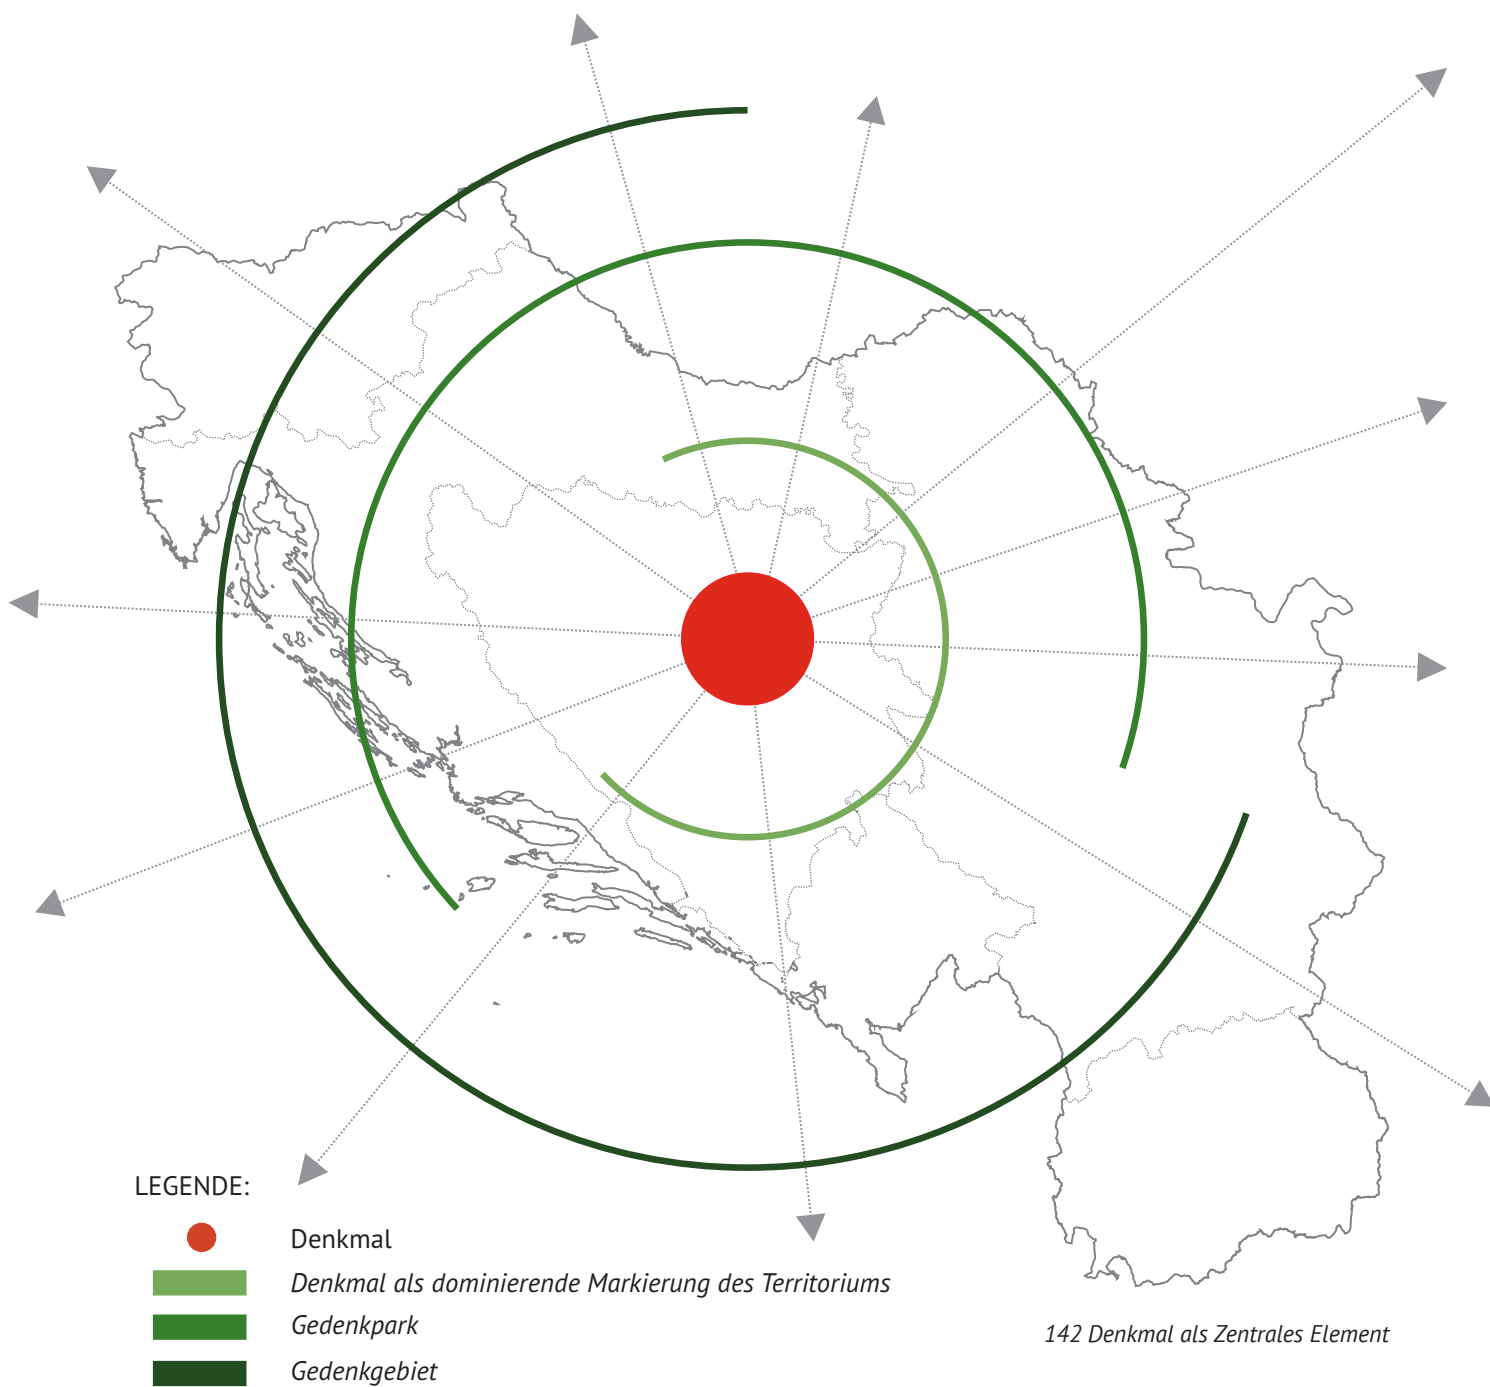 LEGENDE:
Denkmal
Denkmal als dominierende Markierung des Territoriums
Gedenkpark
Gedenkgebiet
142 Denkmal als Zentrales Element